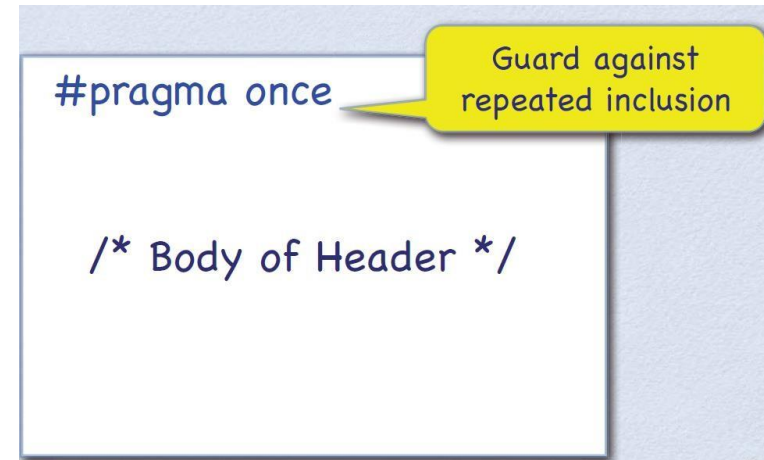 #pragma once
Guard against
repeated inclusion
/* Body of Header */